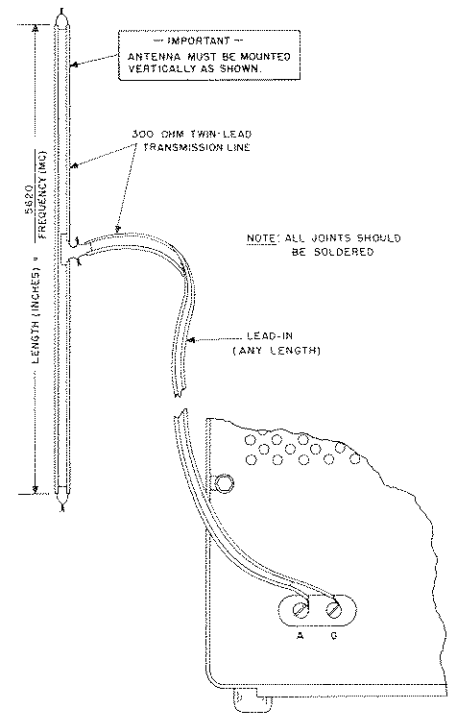 — IMPORTANT —
ANTENNA MUST BE MOUNTED
VERTICALLY AS SHOWN.
300 OHM TWIN-LEAD
TRANSMISSION LINE
LENGTH (INCHES) = 5620
FREQUENCY (MC)
NOTE: ALL JOINTS SHOULD
BE SOLDERED
LEAD-IN
(ANY LENGTH)
A G